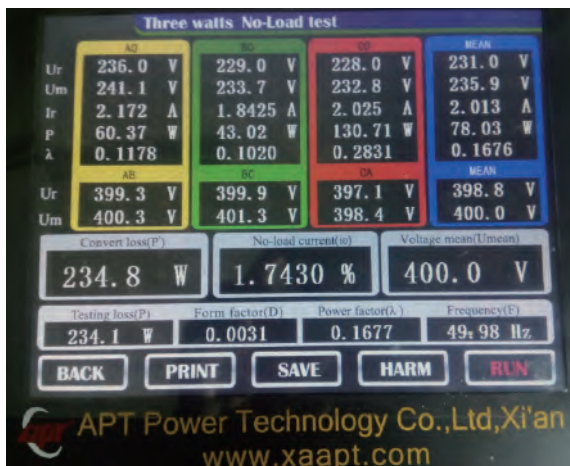 Three watts No-Load test
AO BO CO MEAN
Ur 236.0 V 229.0 V 228.0 V 231.0 V
Um 241.1 V 233.7 V 232.8 V 235.9 V
Ir 2.172 A 1.8425 A 2.025 A 2.013 A
P 60.37 W 43.02 W 130.71 W 78.03 W
λ 0.1178 0.1020 0.2831 0.1676
AB BC CA MEAN
Ur 399.3 V 399.9 V 397.1 V 398.8 V
Um 400.3 V 401.3 V 398.4 V 400.0 V
Convert loss(P') No-load current(io) Voltage mean(Umean)
234.8 W 1.7430 % 400.0 V
Testing loss(P) Form factor(D) Power factor(λ) Frequency(F)
234.1 W 0.0031 0.1677 49.98 Hz
BACK PRINT SAVE HARM RUN
apt APT Power Technology Co.,Ltd,Xi'an
www.xaapt.com